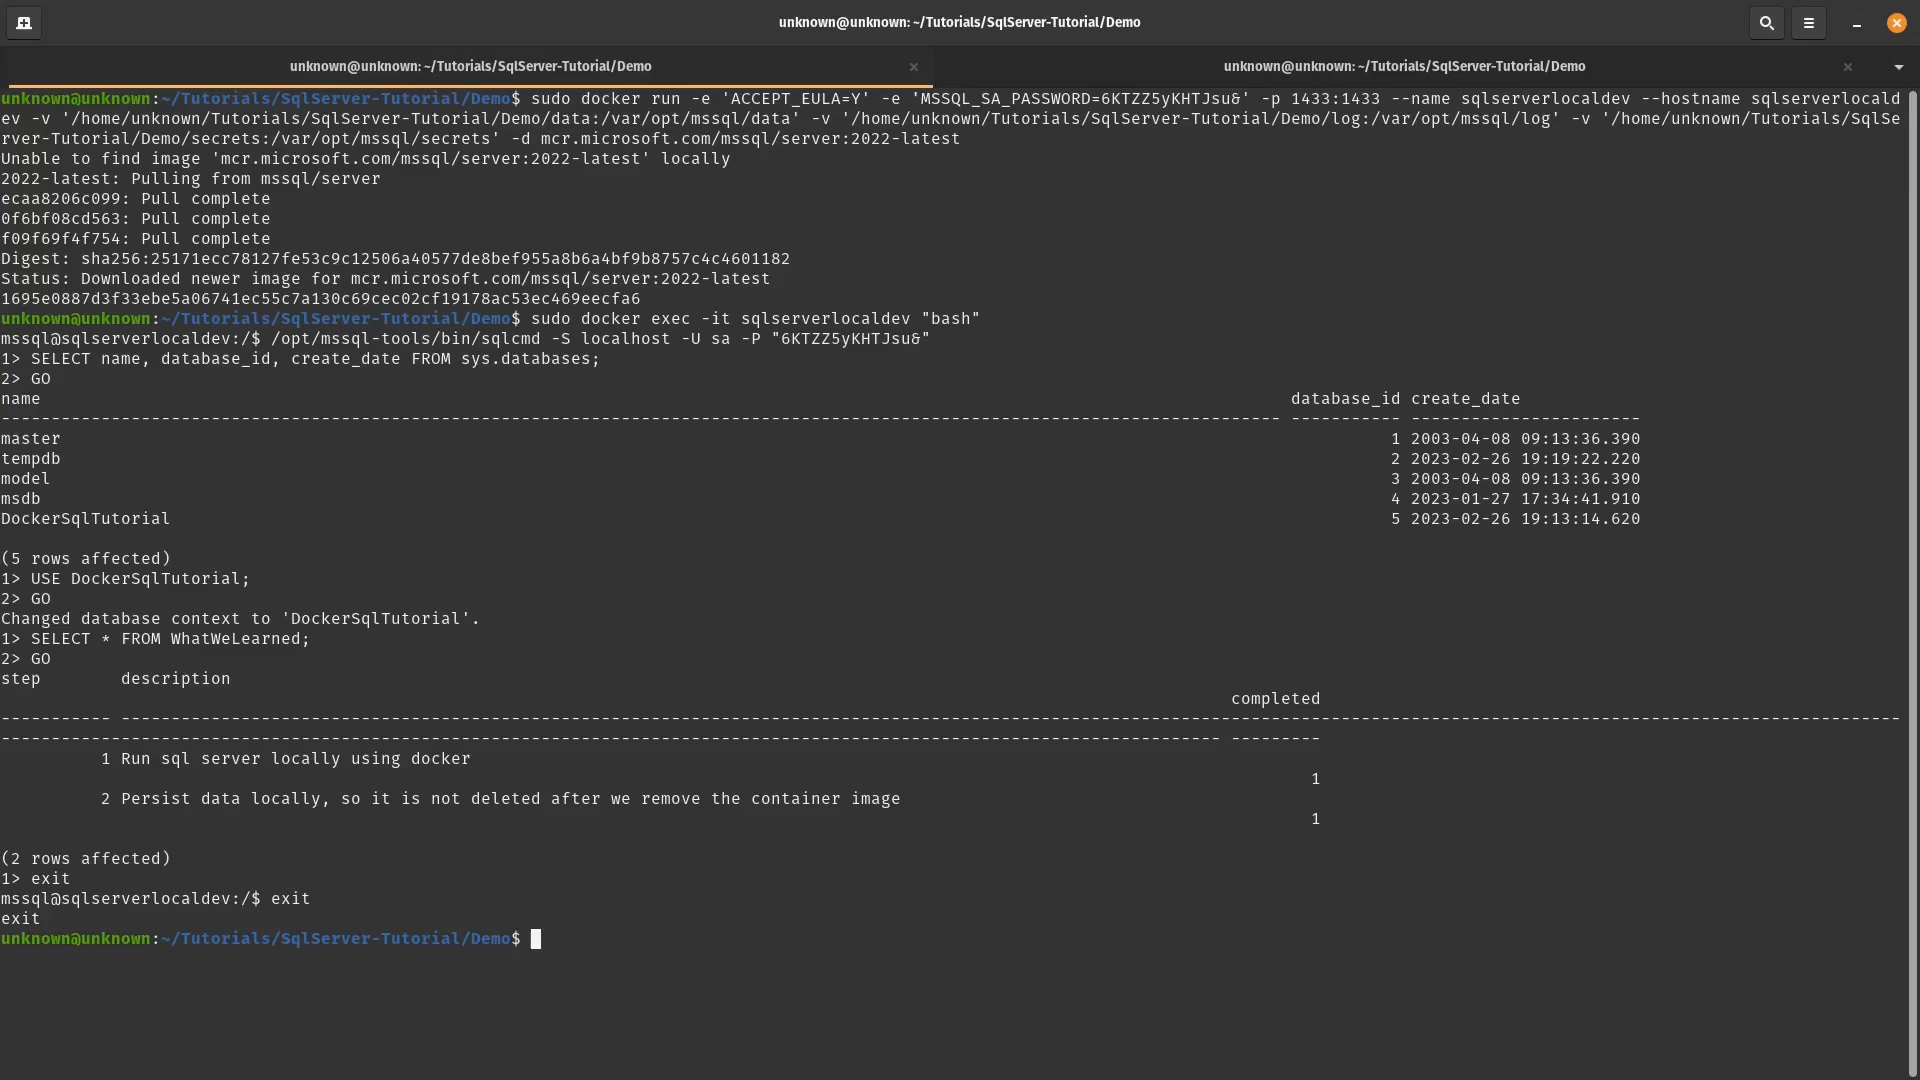 unknown@unknown: ~/Tutorials/SqlServer-Tutorial/Demo
unknown@unknown: ~/Tutorials/SqlServer-Tutorial/Demo
unknown@unknown: ~/Tutorials/SqlServer-Tutorial/Demo
unknown@unknown:~/Tutorials/SqlServer-Tutorial/Demo$ sudo docker run -e 'ACCEPT_EULA=Y' -e 'MSSQL_SA_PASSWORD=6KTZZ5yKHTJsu&' -p 1433:1433 --name sqlserverlocaldev --hostname sqlserverlocald
ev -v '/home/unknown/Tutorials/SqlServer-Tutorial/Demo/data:/var/opt/mssql/data' -v '/home/unknown/Tutorials/SqlServer-Tutorial/Demo/log:/var/opt/mssql/log' -v '/home/unknown/Tutorials/SqlSe
rver-Tutorial/Demo/secrets:/var/opt/mssql/secrets' -d mcr.microsoft.com/mssql/server:2022-latest
Unable to find image 'mcr.microsoft.com/mssql/server:2022-latest' locally
2022-latest: Pulling from mssql/server
ecaa8206c099: Pull complete
0f6bf08cd563: Pull complete
f09f69f4f754: Pull complete
Digest: sha256:25171ecc78127fe53c9c12506a40577de8bef955a8b6a4bf9b8757c4c4601182
Status: Downloaded newer image for mcr.microsoft.com/mssql/server:2022-latest
1695e0887d3f33ebe5a06741ec55c7a130c69cec02cf19178ac53ec469eecfa6
unknown@unknown:~/Tutorials/SqlServer-Tutorial/Demo$ sudo docker exec -it sqlserverlocaldev "bash"
mssql@sqlserverlocaldev:/$ /opt/mssql-tools/bin/sqlcmd -S localhost -U sa -P "6KTZZ5yKHTJsu&"
1> SELECT name, database_id, create_date FROM sys.databases;
2> GO
name database_id create_date
-------------------------------------------------------------------------------------------------------------------------------- ----------- -----------------------
master 1 2003-04-08 09:13:36.390
tempdb 2 2023-02-26 19:19:22.220
model 3 2003-04-08 09:13:36.390
msdb 4 2023-01-27 17:34:41.910
DockerSqlTutorial 5 2023-02-26 19:13:14.620
(5 rows affected)
1> USE DockerSqlTutorial;
2> GO
Changed database context to 'DockerSqlTutorial'.
1> SELECT * FROM WhatWeLearned;
2> GO
step description
completed
----------- ----------------------------------------------------------------------------------------------------------------------------------------------------------------------------------
-------------------------------------------------------------------------------------------------------------------------- ---------
1 Run sql server locally using docker
1
2 Persist data locally, so it is not deleted after we remove the container image
1
(2 rows affected)
1> exit
mssql@sqlserverlocaldev:/$ exit
exit
unknown@unknown:~/Tutorials/SqlServer-Tutorial/Demo$